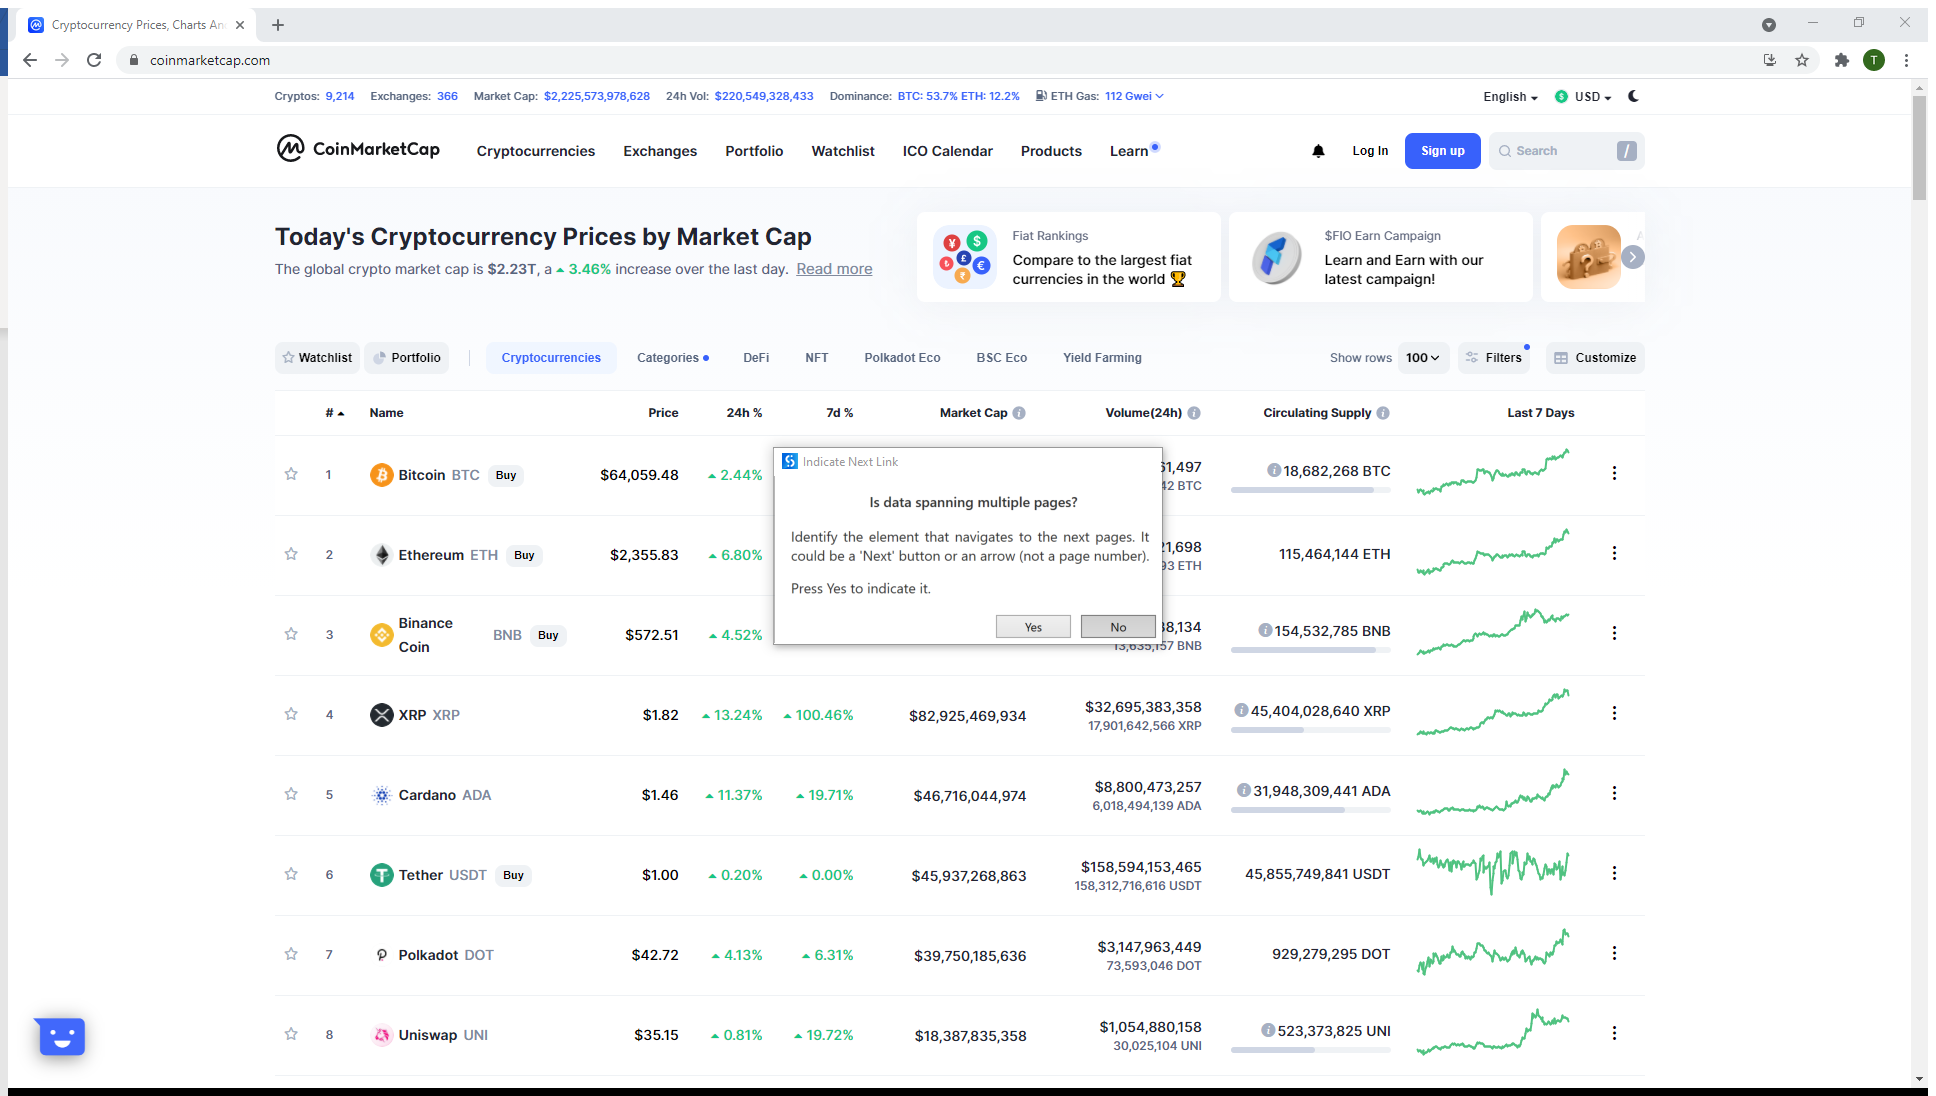 Cryptocurrency Prices, Charts An
coinmarketcap.com
T
Cryptos: 9,214 Exchanges: 366 Market Cap: $2,225,573,978,628 24h Vol: $220,549,328,433 Dominance: BTC: 53.7% ETH: 12.2% ETH Gas: 112 Gwei
English USD
CoinMarketCap
Cryptocurrencies Exchanges Portfolio Watchlist ICO Calendar Products Learn
Log In Sign up Search /
Today's Cryptocurrency Prices by Market Cap
The global crypto market cap is $2.23T, a 3.46% increase over the last day. Read more
Fiat Rankings
Compare to the largest fiat
currencies in the world
$FIO Earn Campaign
Learn and Earn with our
latest campaign!
Watchlist Portfolio Cryptocurrencies Categories DeFi NFT Polkadot Eco BSC Eco Yield Farming
Show rows 100 Filters Customize
# Name Price 24h % 7d % Market Cap Volume(24h) Circulating Supply Last 7 Days
1 Bitcoin BTC Buy $64,059.48 2.44% 61,497 18,682,268 BTC
42 BTC
2 Ethereum ETH Buy $2,355.83 6.80% 21,698 115,464,144 ETH
93 ETH
3 Binance Coin BNB Buy $572.51 4.52% 38,134 154,532,785 BNB
13,635,157 BNB
Indicate Next Link
Is data spanning multiple pages?
Identify the element that navigates to the next pages. It
could be a 'Next' button or an arrow (not a page number).
Press Yes to indicate it.
Yes No
4 XRP XRP $1.82 13.24% 100.46% $82,925,469,934 $32,695,383,358 45,404,028,640 XRP
17,901,642,566 XRP
5 Cardano ADA $1.46 11.37% 19.71% $46,716,044,974 $8,800,473,257 31,948,309,441 ADA
6,018,494,139 ADA
6 Tether USDT Buy $1.00 0.20% 0.00% $45,937,268,863 $158,594,153,465 45,855,749,841 USDT
158,312,716,616 USDT
7 Polkadot DOT $42.72 4.13% 6.31% $39,750,185,636 $3,147,963,449 929,279,295 DOT
73,593,046 DOT
8 Uniswap UNI $35.15 0.81% 19.72% $18,387,835,358 $1,054,880,158 523,373,825 UNI
30,025,104 UNI